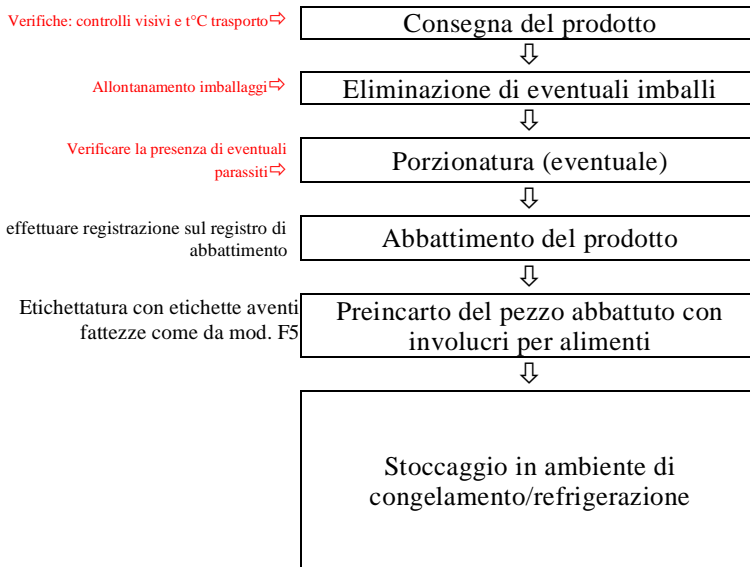 Verifiche: controlli visivi e t°C trasporto⇨
Consegna del prodotto
⇩
Allontanamento imballaggi⇨
Eliminazione di eventuali imballi
⇩
Verificare la presenza di eventuali
parassiti⇨
Porzionatura (eventuale)
⇩
effettuare registrazione sul registro di
abbattimento
Abbattimento del prodotto
⇩
Etichettatura con etichette aventi
fattezze come da mod. F5
Preincarto del pezzo abbattuto con
involucri per alimenti
⇩
Stoccaggio in ambiente di
congelamento/refrigerazione